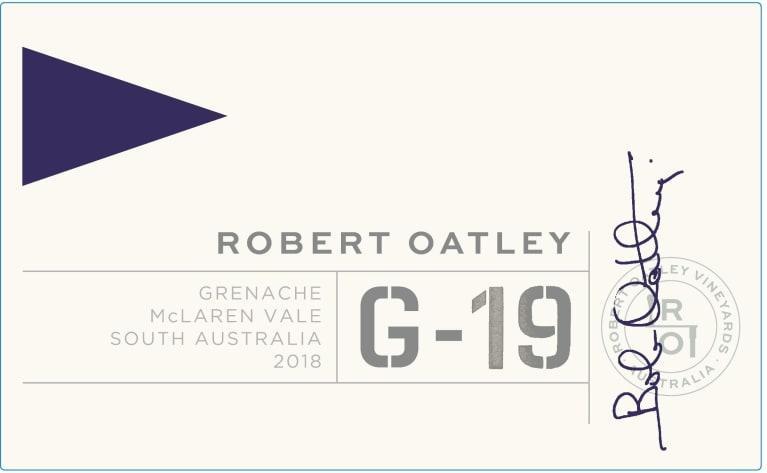 ROBERT OATLEY
GRENACHE
McLAREN VALE
SOUTH AUSTRALIA
2018
G-19
Bob Oatley.
ROBERT OATLEY VINEYARDS · AUSTRALIA ·
R
O